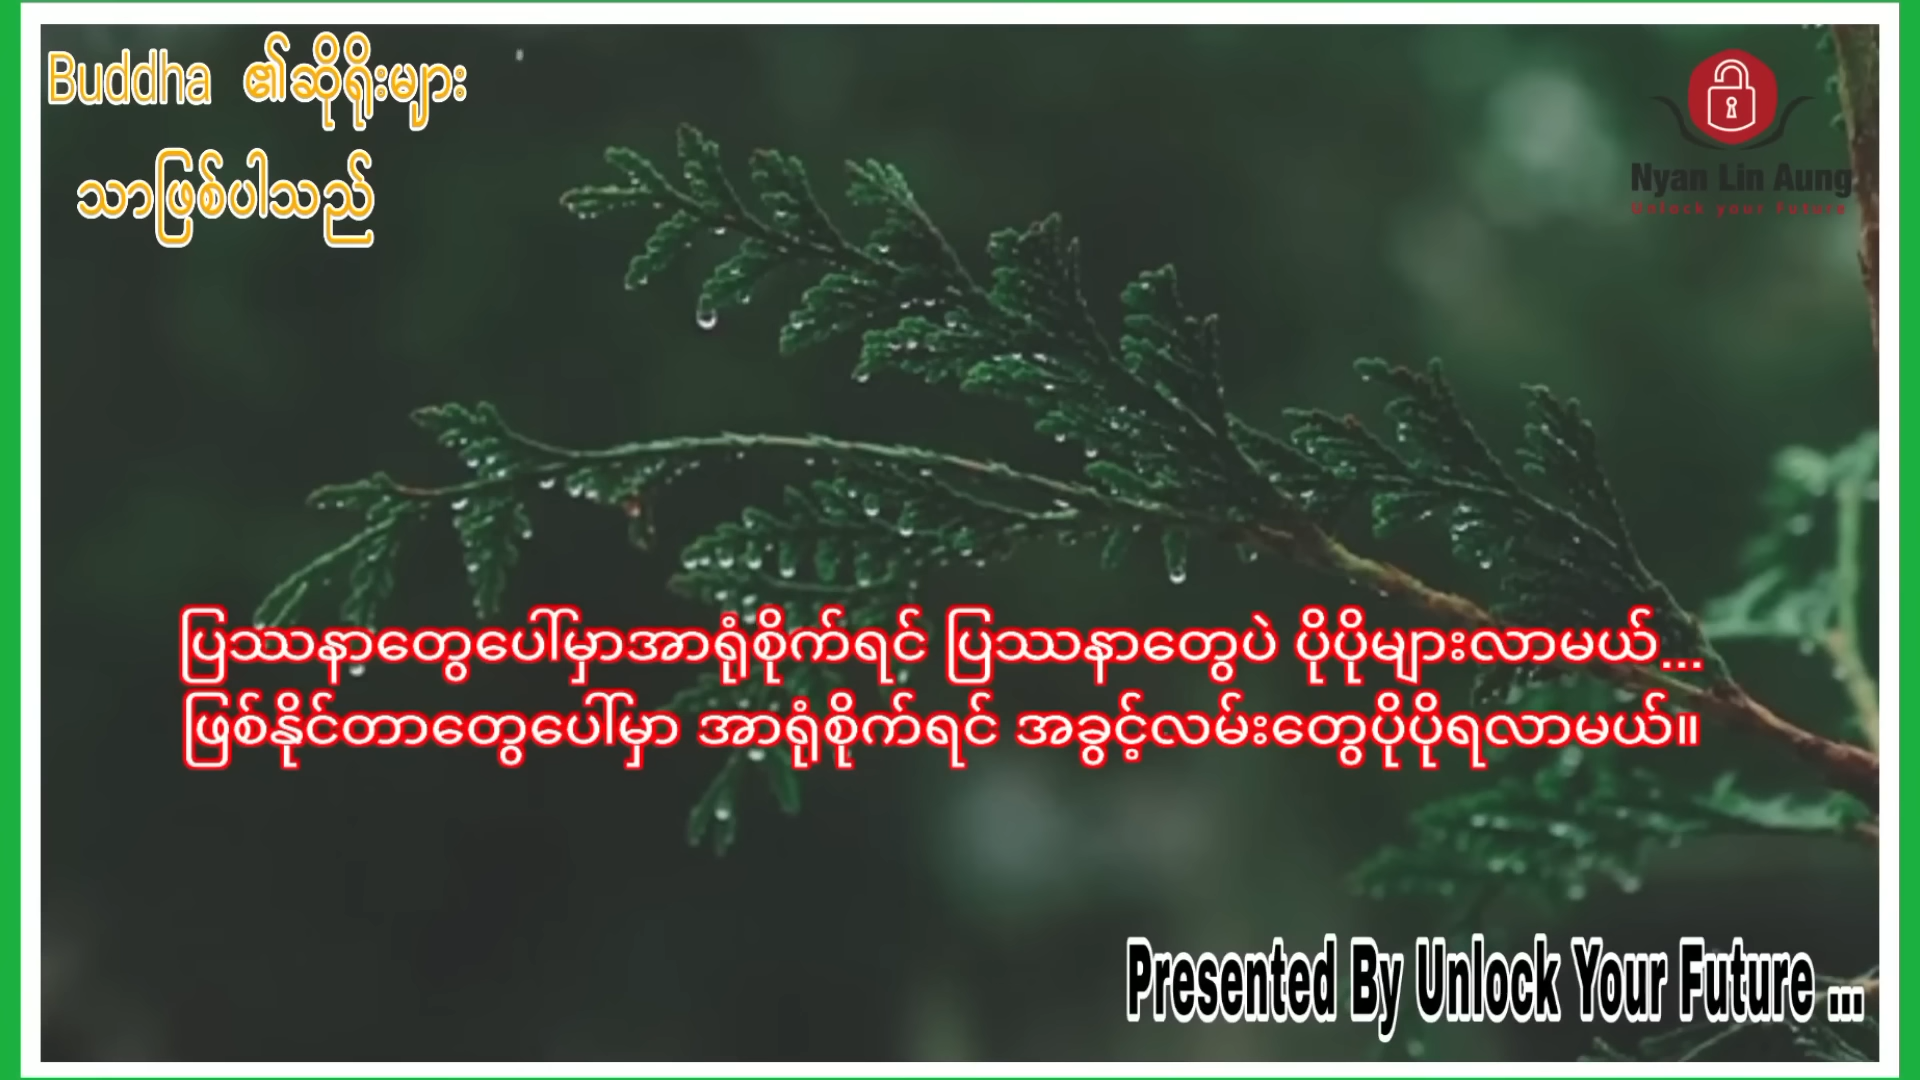 Buddha ၏ဆိုရိုးများ
သာဖြစ်ပါသည်
Nyan Lin Aung
Unlock your Future
ပြဿနာတွေပေါ်မှာအာရုံစိုက်ရင် ပြဿနာတွေပဲ ပိုပိုများလာမယ်...
ဖြစ်နိုင်တာတွေပေါ်မှာ အာရုံစိုက်ရင် အခွင့်လမ်းတွေပိုပိုရလာမယ်။
Presented By Unlock Your Future ...